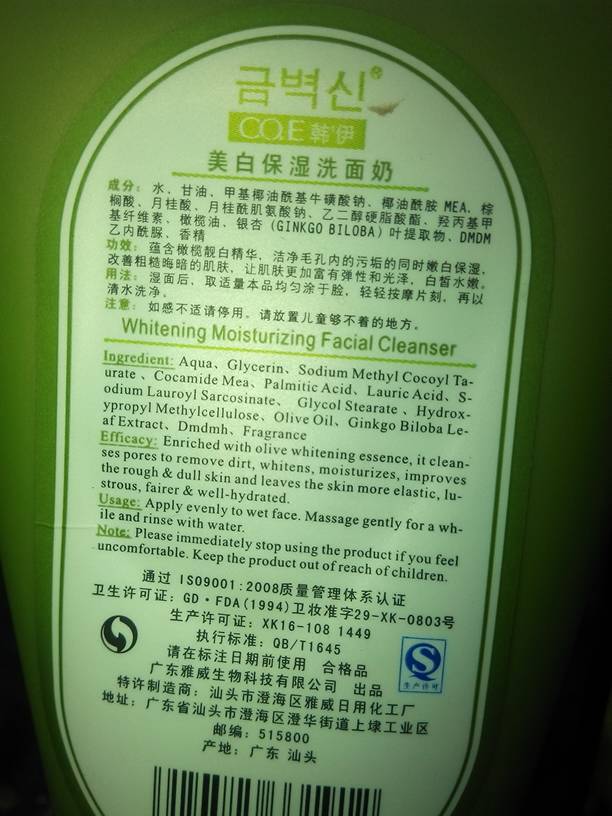 금벽신®
CO.E 韩·伊
美白保湿洗面奶
成分: 水、甘油、甲基椰油酰基牛磺酸钠、椰油酰胺 MEA、棕
榈酸、月桂酸、月桂酰肌氨酸钠、乙二醇硬脂酸酯、羟丙基甲
基纤维素、橄榄油、银杏 (GINKGO BILOBA) 叶提取物、DMDM
乙内酰脲、香精
功效: 蕴含橄榄靓白精华, 洁净毛孔内的污垢的同时嫩白保湿,
改善粗糙晦暗的肌肤, 让肌肤更加富有弹性和光泽, 白皙水嫩。
用法: 湿面后, 取适量本品均匀涂于脸, 轻轻按摩片刻, 再以
清水洗净。
注意: 如感不适请停用。请放置儿童够不着的地方。
Whitening Moisturizing Facial Cleanser
Ingredient: Aqua、Glycerin、Sodium Methyl Cocoyl Ta-
urate 、Cocamide Mea、Palmitic Acid、Lauric Acid、S-
odium Lauroyl Sarcosinate、 Glycol Stearate 、Hydrox-
ypropyl Methylcellulose、Olive Oil、Ginkgo Biloba Le-
af Extract、Dmdmh、Fragrance
Efficacy: Enriched with olive whitening essence, it clean-
ses pores to remove dirt, whitens, moisturizes, improves
the rough & dull skin and leaves the skin more elastic, lu-
strous, fairer & well-hydrated.
Usage: Apply evenly to wet face. Massage gently for a wh-
ile and rinse with water.
Note: Please immediately stop using the product if you feel
uncomfortable. Keep the product out of reach of children.
通过 ISO9001:2008质量管理体系认证
卫生许可证: GD·FDA(1994)卫妆准字29-XK-0803号
生产许可证: XK16-108 1449
执行标准: QB/T1645
请在标注日期前使用 合格品
广东雅威生物科技有限公司 出品
特许制造商: 汕头市澄海区雅威日用化工厂
地址: 广东省汕头市澄海区澄华街道上埭工业区
邮编: 515800
产地: 广东 汕头
生产许可